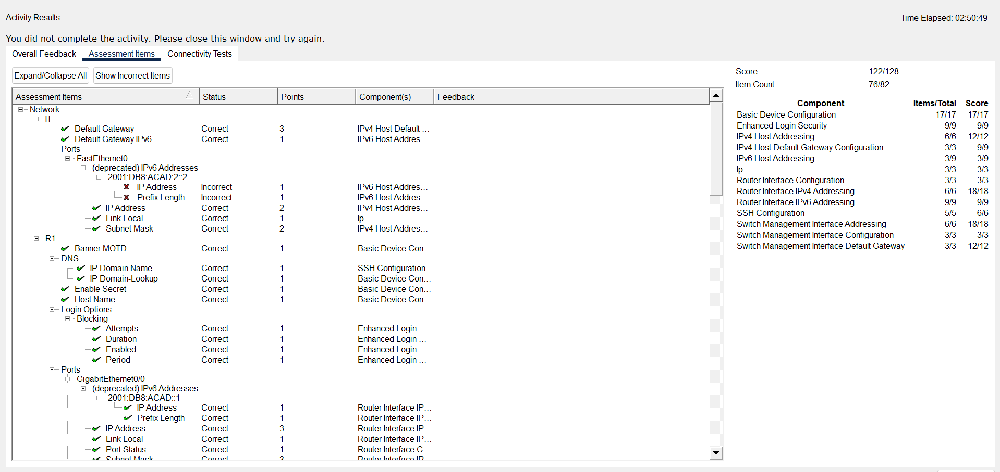 Activity Results
Time Elapsed: 02:50:49
You did not complete the activity. Please close this window and try again.
Overall Feedback Assessment Items Connectivity Tests
Expand/Collapse All Show Incorrect Items
Assessment Items Status Points Component(s) Feedback
Network
IT
Default Gateway Correct 3 IPv4 Host Default ...
Default Gateway IPv6 Correct 1 IPv6 Host Addres...
Ports
FastEthernet0
(deprecated) IPv6 Addresses
2001:DB8:ACAD:2::2
IP Address Incorrect 1 IPv6 Host Addres...
Prefix Length Incorrect 1 IPv6 Host Addres...
IP Address Correct 2 IPv4 Host Addres...
Link Local Correct 1 Ip
Subnet Mask Correct 2 IPv4 Host Addres...
R1
Banner MOTD Correct 1 Basic Device Con...
DNS
IP Domain Name Correct 1 SSH Configuration
IP Domain-Lookup Correct 1 Basic Device Con...
Enable Secret Correct 1 Basic Device Con...
Host Name Correct 1 Basic Device Con...
Login Options
Blocking
Attempts Correct 1 Enhanced Login ...
Duration Correct 1 Enhanced Login ...
Enabled Correct 1 Enhanced Login ...
Period Correct 1 Enhanced Login ...
Ports
GigabitEthernet0/0
(deprecated) IPv6 Addresses
2001:DB8:ACAD::1
IP Address Correct 1 Router Interface IP...
Prefix Length Correct 1 Router Interface IP...
IP Address Correct 3 Router Interface IP...
Link Local Correct 1 Router Interface IP...
Port Status Correct 1 Router Interface C...
Subnet Mask Correct 3 Router Interface IP...
Score : 122/128
Item Count : 76/82
Component Items/Total Score
Basic Device Configuration 17/17 17/17
Enhanced Login Security 9/9 9/9
IPv4 Host Addressing 6/6 12/12
IPv4 Host Default Gateway Configuration 3/3 9/9
IPv6 Host Addressing 3/9 3/9
Ip 3/3 3/3
Router Interface Configuration 3/3 3/3
Router Interface IPv4 Addressing 6/6 18/18
Router Interface IPv6 Addressing 9/9 9/9
SSH Configuration 5/5 6/6
Switch Management Interface Addressing 6/6 18/18
Switch Management Interface Configuration 3/3 3/3
Switch Management Interface Default Gateway 3/3 12/12